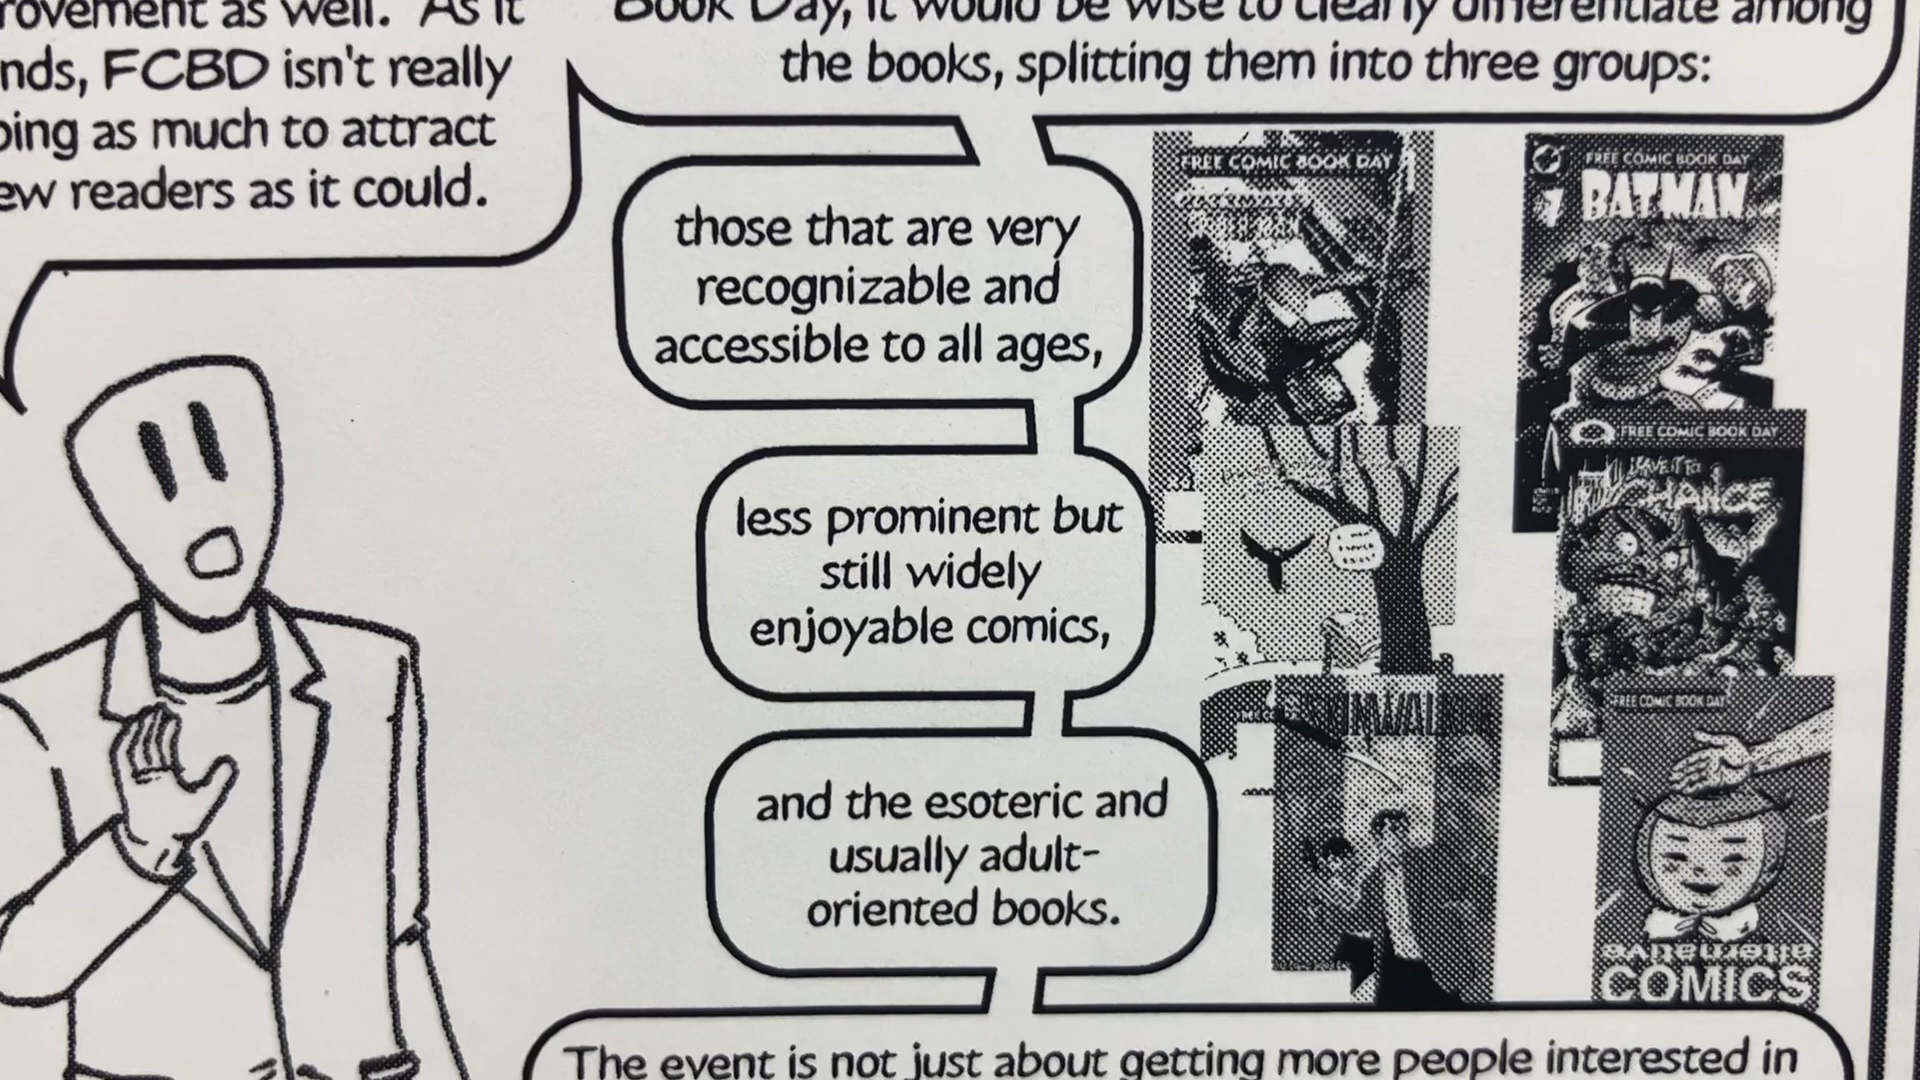 rovement as well. As it
nds, FCBD isn't really
oing as much to attract
ew readers as it could.
Book Day, it would be wise to clearly differentiate among
the books, splitting them into three groups:
those that are very
recognizable and
accessible to all ages,
less prominent but
still widely
enjoyable comics,
and the esoteric and
usually adult-
oriented books.
FREE COMIC BOOK DAY
FREE COMIC BOOK DAY
BATMAN
FREE COMIC BOOK DAY
LEAVE IT TO
CHANCE
FREE COMIC BOOK DAY
COMICS
The event is not just about getting more people interested in